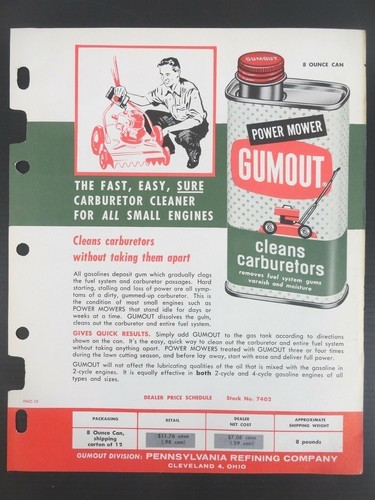 GUMOUT
8 OUNCE CAN
POWER MOWER
GUMOUT
cleans
carburetors
removes fuel system gums
varnish and moisture
THE FAST, EASY, SURE
CARBURETOR CLEANER
FOR ALL SMALL ENGINES
Cleans carburetors
without taking them apart
All gasolines deposit gum which gradually clogs
the fuel system and carburetor passages. Hard
starting, stalling and loss of power are all symp-
toms of a dirty, gummed-up carburetor. This is
the condition of most small engines such as
POWER MOWERS that stand idle for days or
weeks at a time. GUMOUT dissolves the gum,
cleans out the carburetor and entire fuel system.
GIVES QUICK RESULTS. Simply add GUMOUT to the gas tank according to directions
shown on the can. It's the easy, quick way to clean out the carburetor and entire fuel system
without taking anything apart. POWER MOWERS treated with GUMOUT three or four times
during the lawn cutting season, and before lay away, start with ease and deliver full power.
GUMOUT will not affect the lubricating qualities of the oil that is mixed with the gasoline in
2-cycle engines. It is equally effective in both 2-cycle and 4-cycle gasoline engines of all
types and sizes.
DEALER PRICE SCHEDULE Stock No. 7402
PACKAGING RETAIL DEALER NET COST APPROXIMATE SHIPPING WEIGHT
8 Ounce Can, shipping carton of 12 $11.76 (.98 can) $7.08 (.59 can) 8 pounds
GUMOUT DIVISION: PENNSYLVANIA REFINING COMPANY
CLEVELAND 4, OHIO